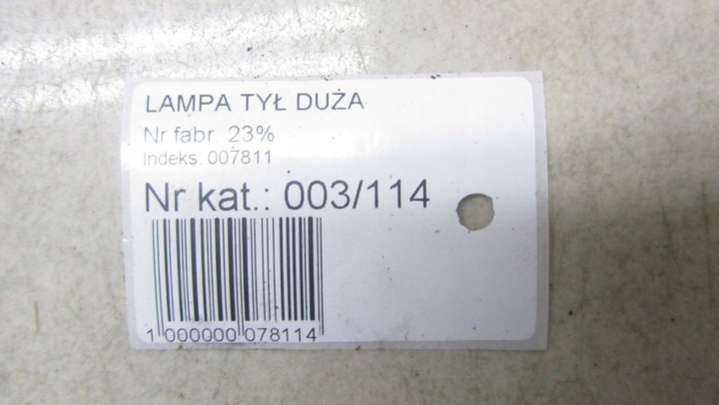 LAMPA TYŁ DUŻA
Nr fabr 23%
Indeks: 007811
Nr kat.: 003/114
1 000000 078114